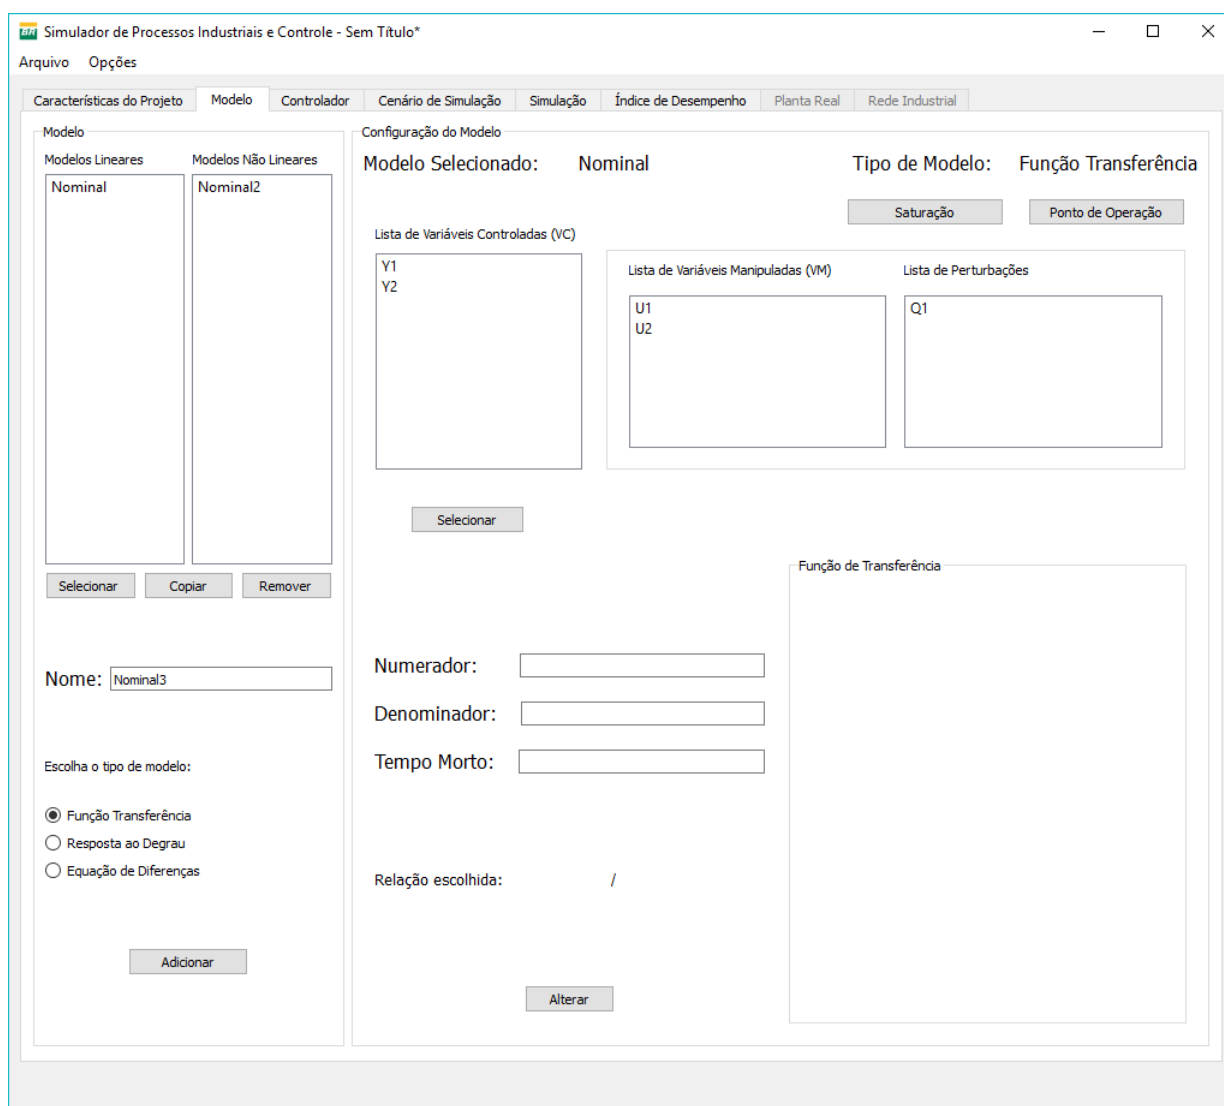 BR Simulador de Processos Industriais e Controle - Sem Título*
Arquivo Opções
Características do Projeto Modelo Controlador Cenário de Simulação Simulação Índice de Desempenho Planta Real Rede Industrial
Modelo
Modelos Lineares Modelos Não Lineares
Nominal Nominal2
Selecionar Copiar Remover
Nome: Nominal3
Escolha o tipo de modelo:
Função Transferência
Resposta ao Degrau
Equação de Diferenças
Adicionar
Configuração do Modelo
Modelo Selecionado: Nominal Tipo de Modelo: Função Transferência
Saturação Ponto de Operação
Lista de Variáveis Controladas (VC)
Y1
Y2
Selecionar
Lista de Variáveis Manipuladas (VM) Lista de Perturbações
U1 Q1
U2
Função de Transferência
Numerador:
Denominador:
Tempo Morto:
Relação escolhida: /
Alterar